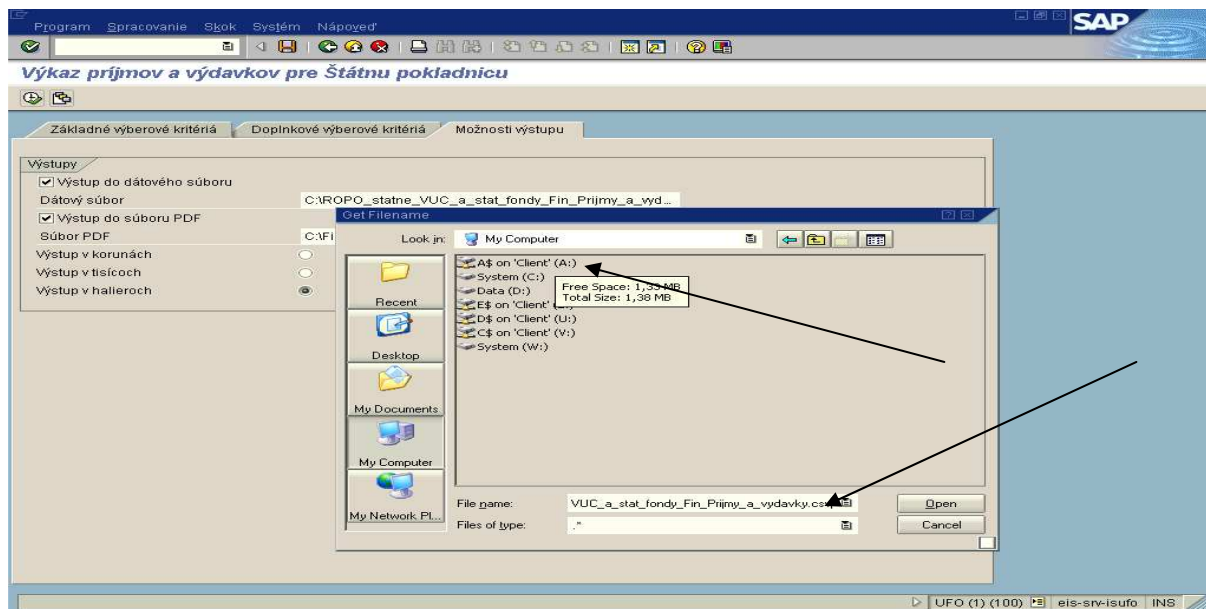 Program Spracovanie Skok Systém Nápoveď
SAP
Výkaz príjmov a výdavkov pre Štátnu pokladnicu
Základné výberové kritériá Doplnkové výberové kritériá Možnosti výstupu
Výstupy
Výstup do dátového súboru
Dátový súbor C:\ROPO_statne_VUC_a_stat_fondy_Fin_Prijmy_a_vyd...
Výstup do súboru PDF
Súbor PDF C:\Fi
Výstup v korunách
Výstup v tisícoch
Výstup v halieroch
Get Filename
Look in: My Computer
A$ on 'Client' (A:)
System (C:)
Data (D:)
E$ on 'Client'
D$ on 'Client' (U:)
C$ on 'Client' (V:)
System (W:)
Free Space: 1,33 MB
Total Size: 1,38 MB
Recent
Desktop
My Documents
My Computer
My Network Pl...
File name: VUC_a_stat_fondy_Fin_Prijmy_a_vydavky.csv
Open
Files of type: .*
Cancel
UFO (1) (100) eis-srv-isufo INS